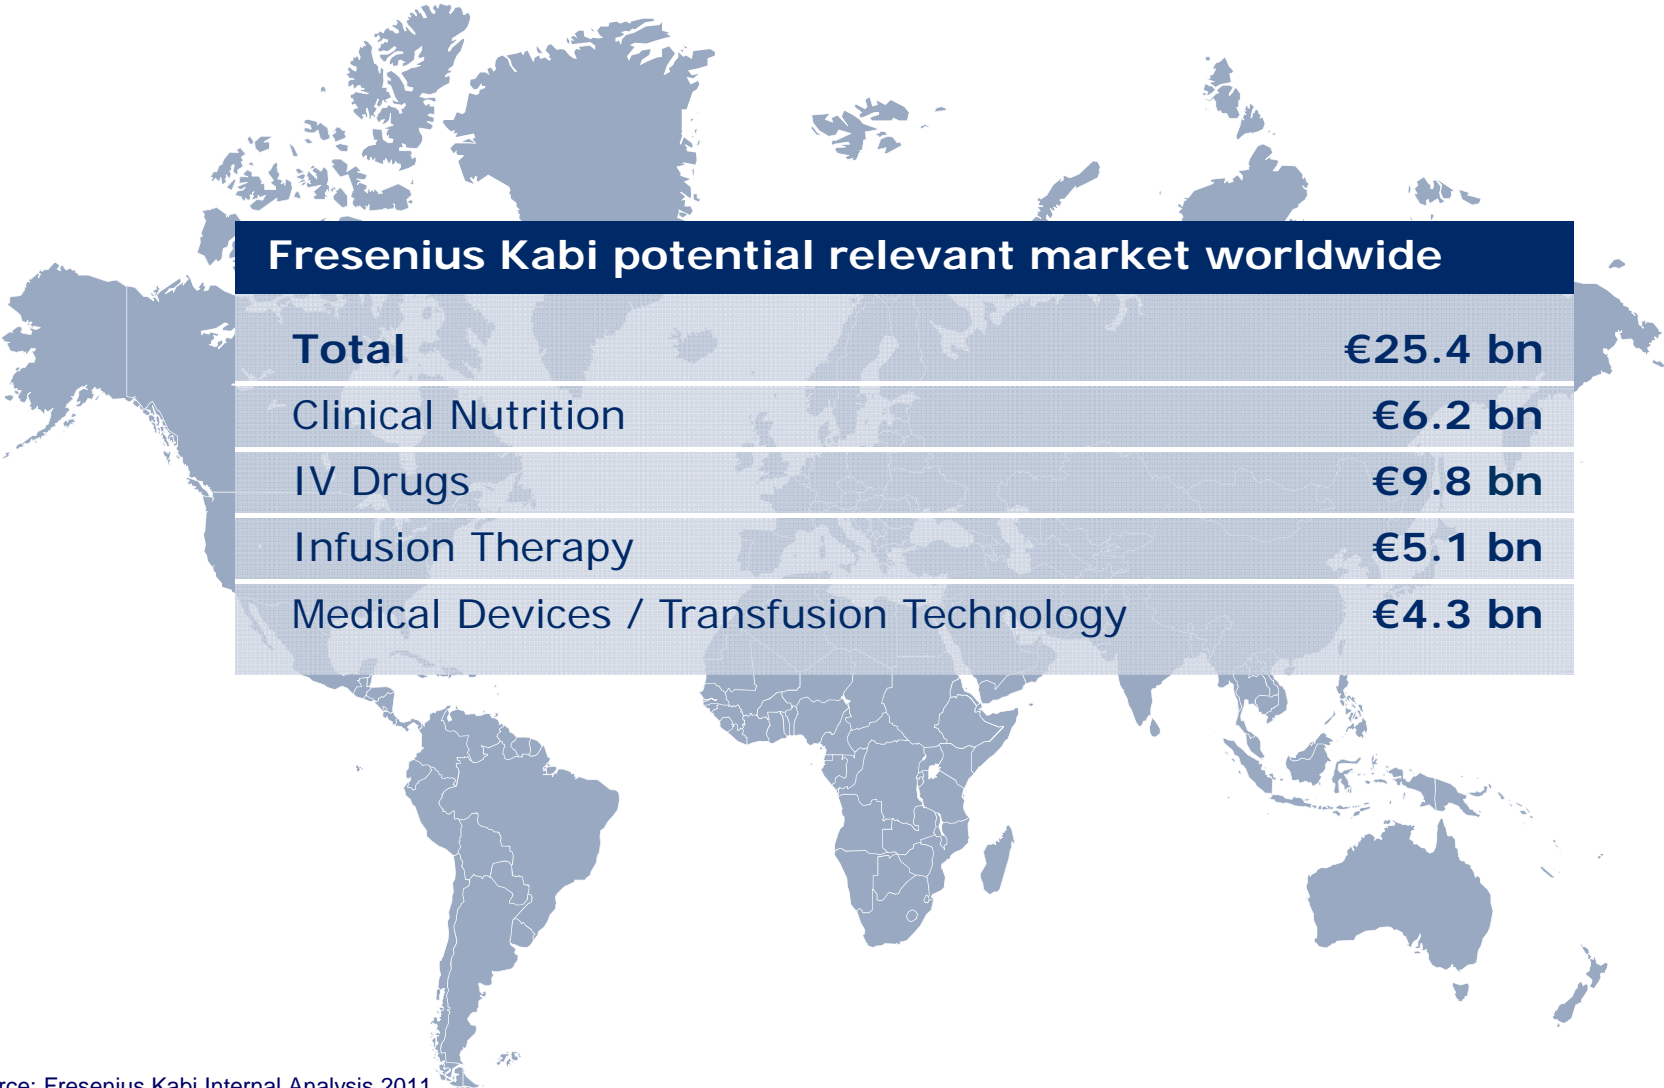 Fresenius Kabi potential relevant market worldwide
Total €25.4 bn
Clinical Nutrition €6.2 bn
IV Drugs €9.8 bn
Infusion Therapy €5.1 bn
Medical Devices / Transfusion Technology €4.3 bn
Fresenius Kabi Internal Analysis 2011